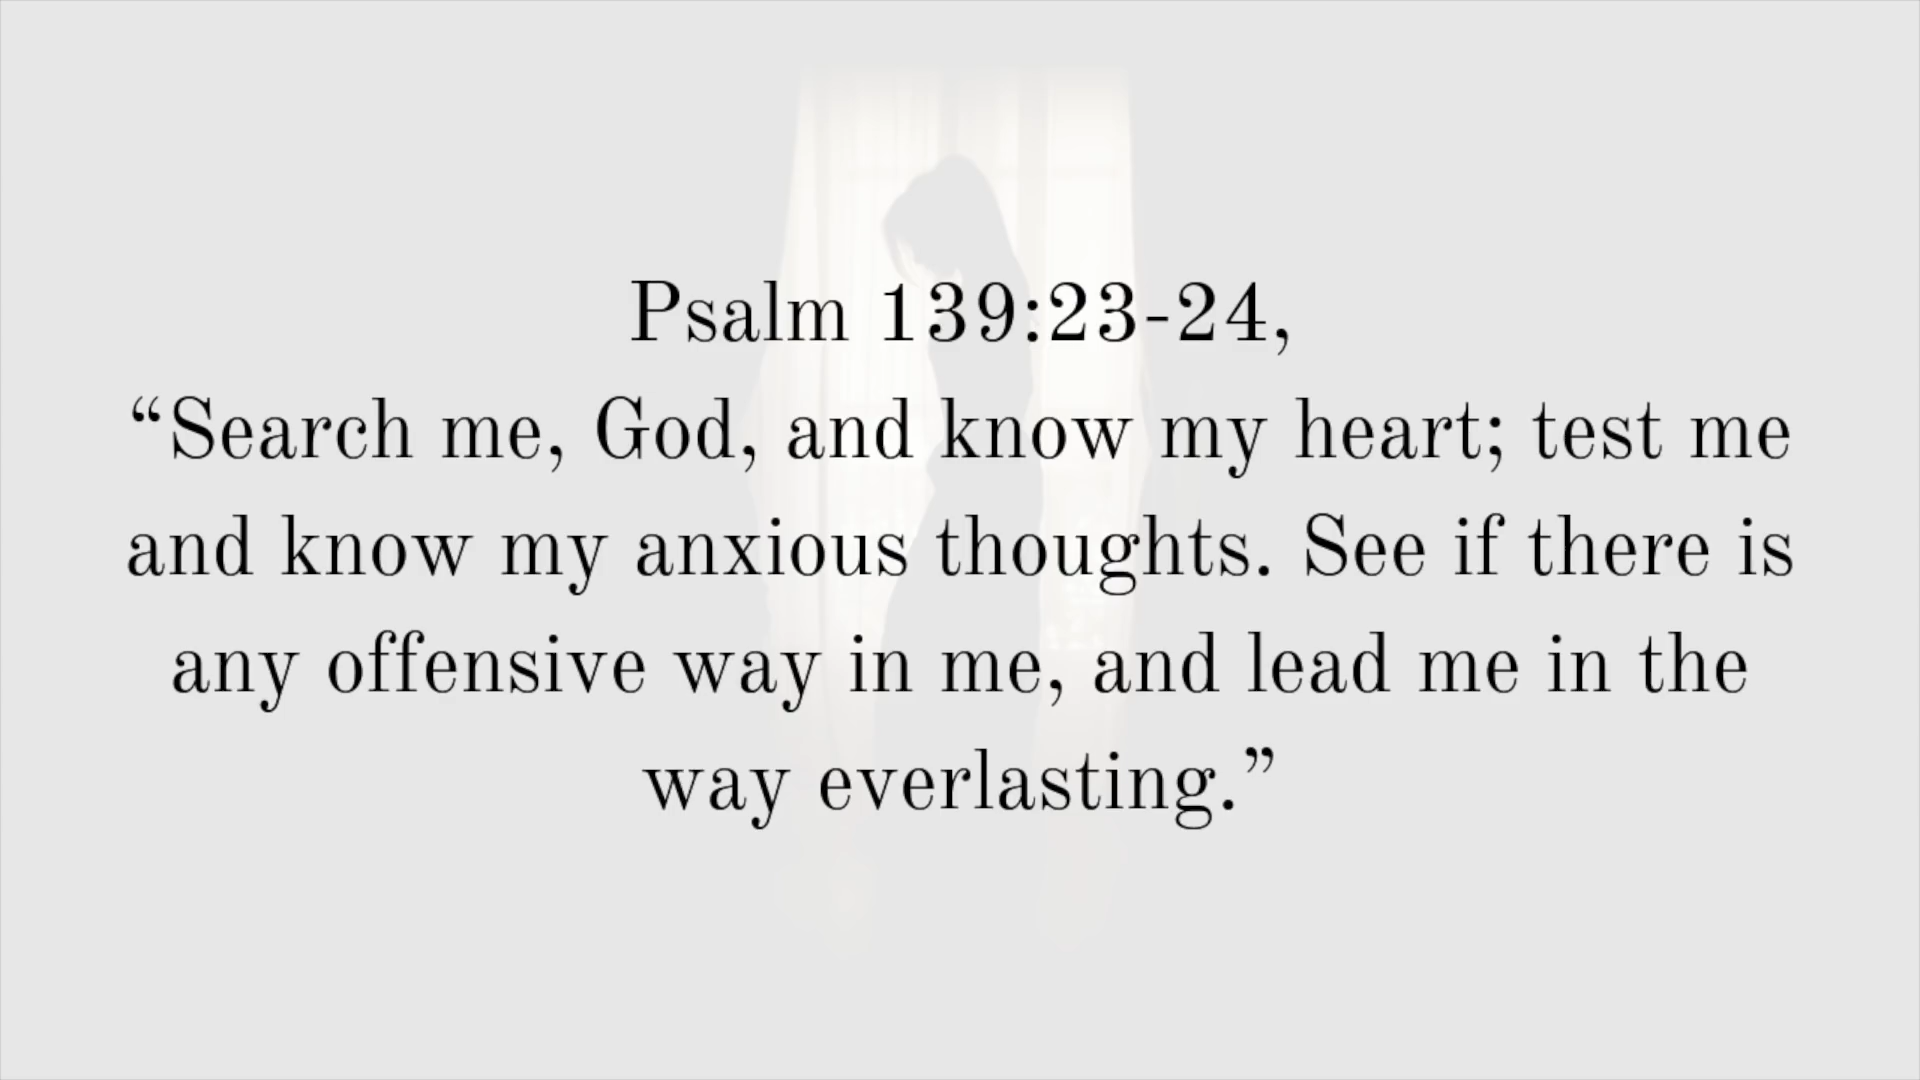 Psalm 139:23-24,
“Search me, God, and know my heart; test me
and know my anxious thoughts. See if there is
any offensive way in me, and lead me in the
way everlasting.”